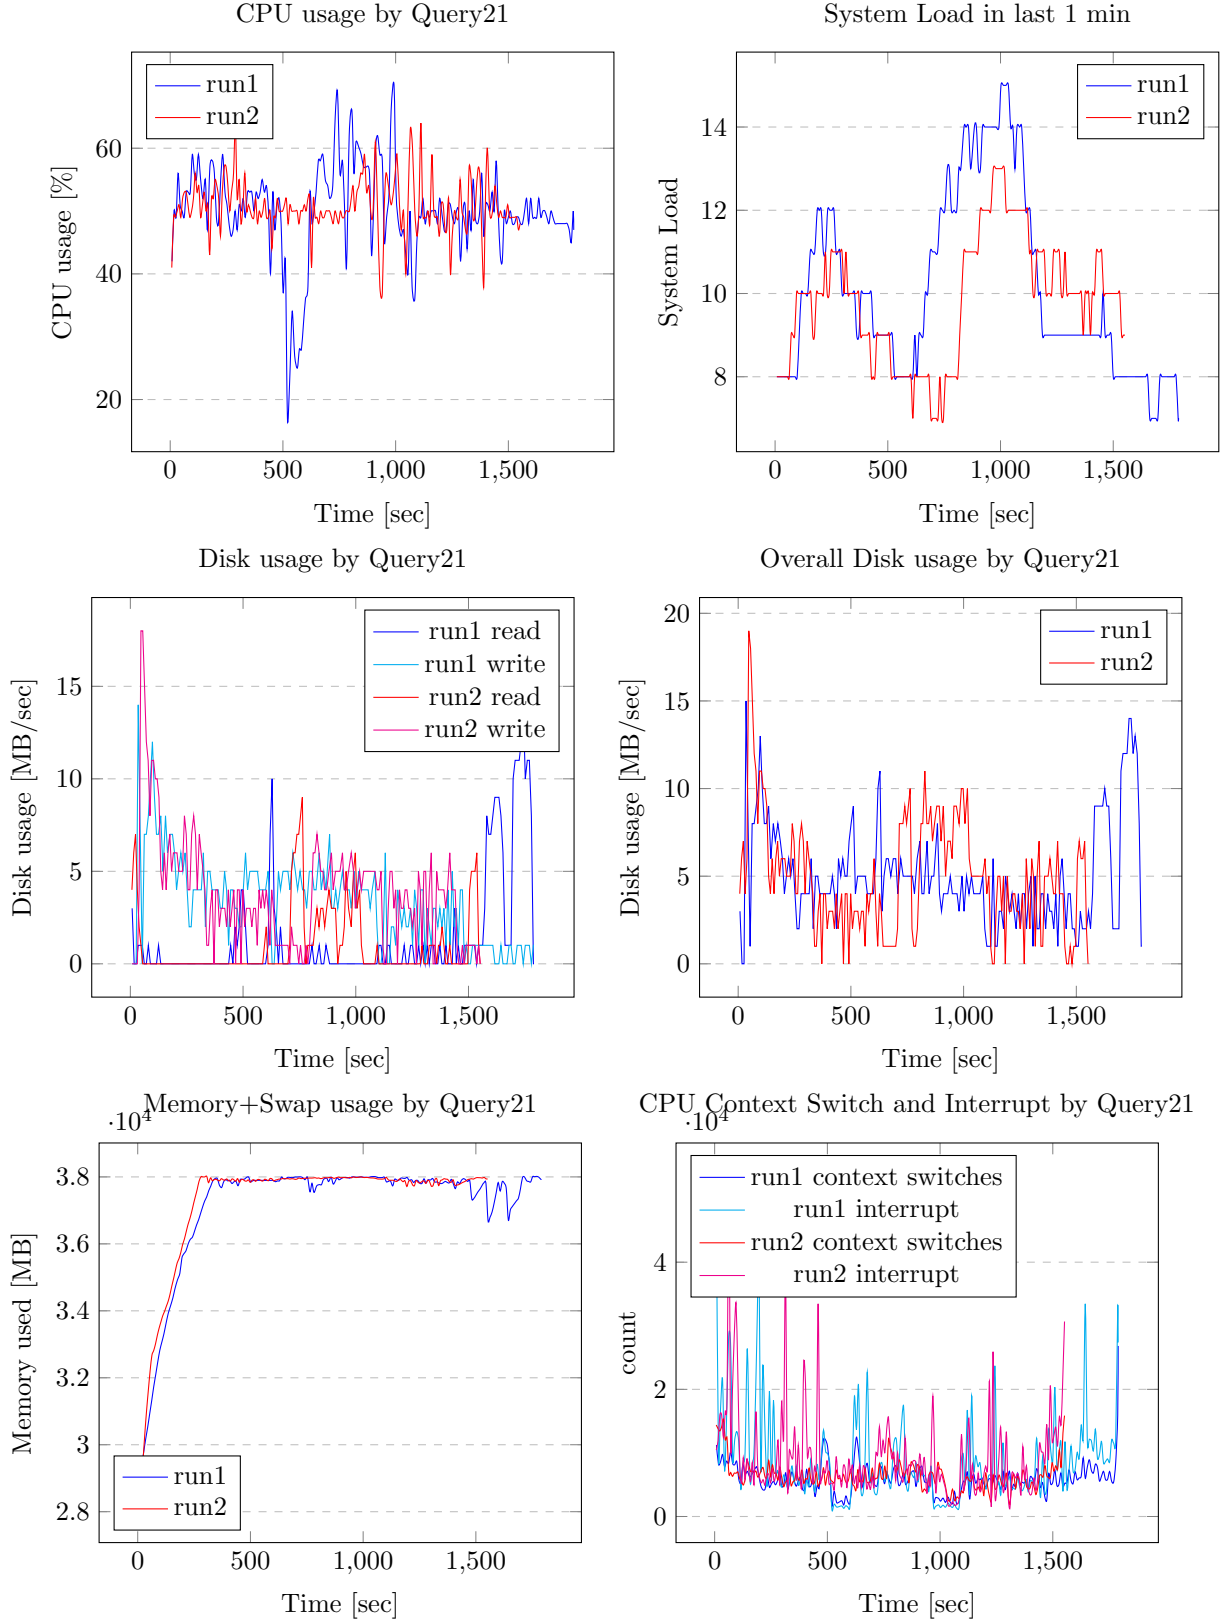 CPU usage by Query21
run1
run2
60
40
20
CPU usage [%]
0 500 1,000 1,500
Time [sec]
System Load in last 1 min
run1
run2
14
12
10
8
System Load
0 500 1,000 1,500
Time [sec]
Disk usage by Query21
run1 read
run1 write
run2 read
run2 write
15
10
5
0
Disk usage [MB/sec]
0 500 1,000 1,500
Time [sec]
Overall Disk usage by Query21
run1
run2
20
15
10
5
0
Disk usage [MB/sec]
0 500 1,000 1,500
Time [sec]
Memory+Swap usage by Query21
·10⁴
3.8
3.6
3.4
3.2
3
2.8
Memory used [MB]
run1
run2
0 500 1,000 1,500
Time [sec]
CPU Context Switch and Interrupt by Query21
·10⁴
run1 context switches
run1 interrupt
run2 context switches
run2 interrupt
4
2
0
count
0 500 1,000 1,500
Time [sec]